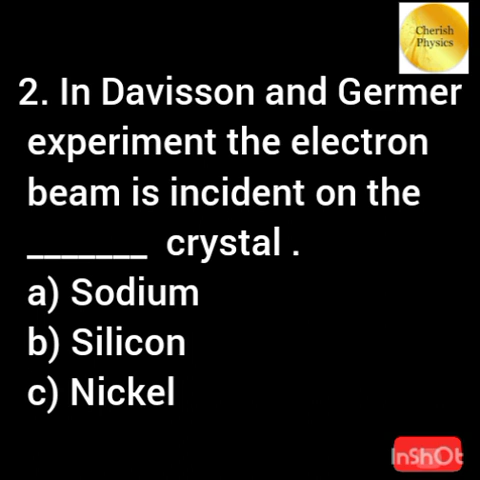 Cherish
Physics
2. In Davisson and Germer
experiment the electron
beam is incident on the
_______ crystal .
a) Sodium
b) Silicon
c) Nickel
InShOt